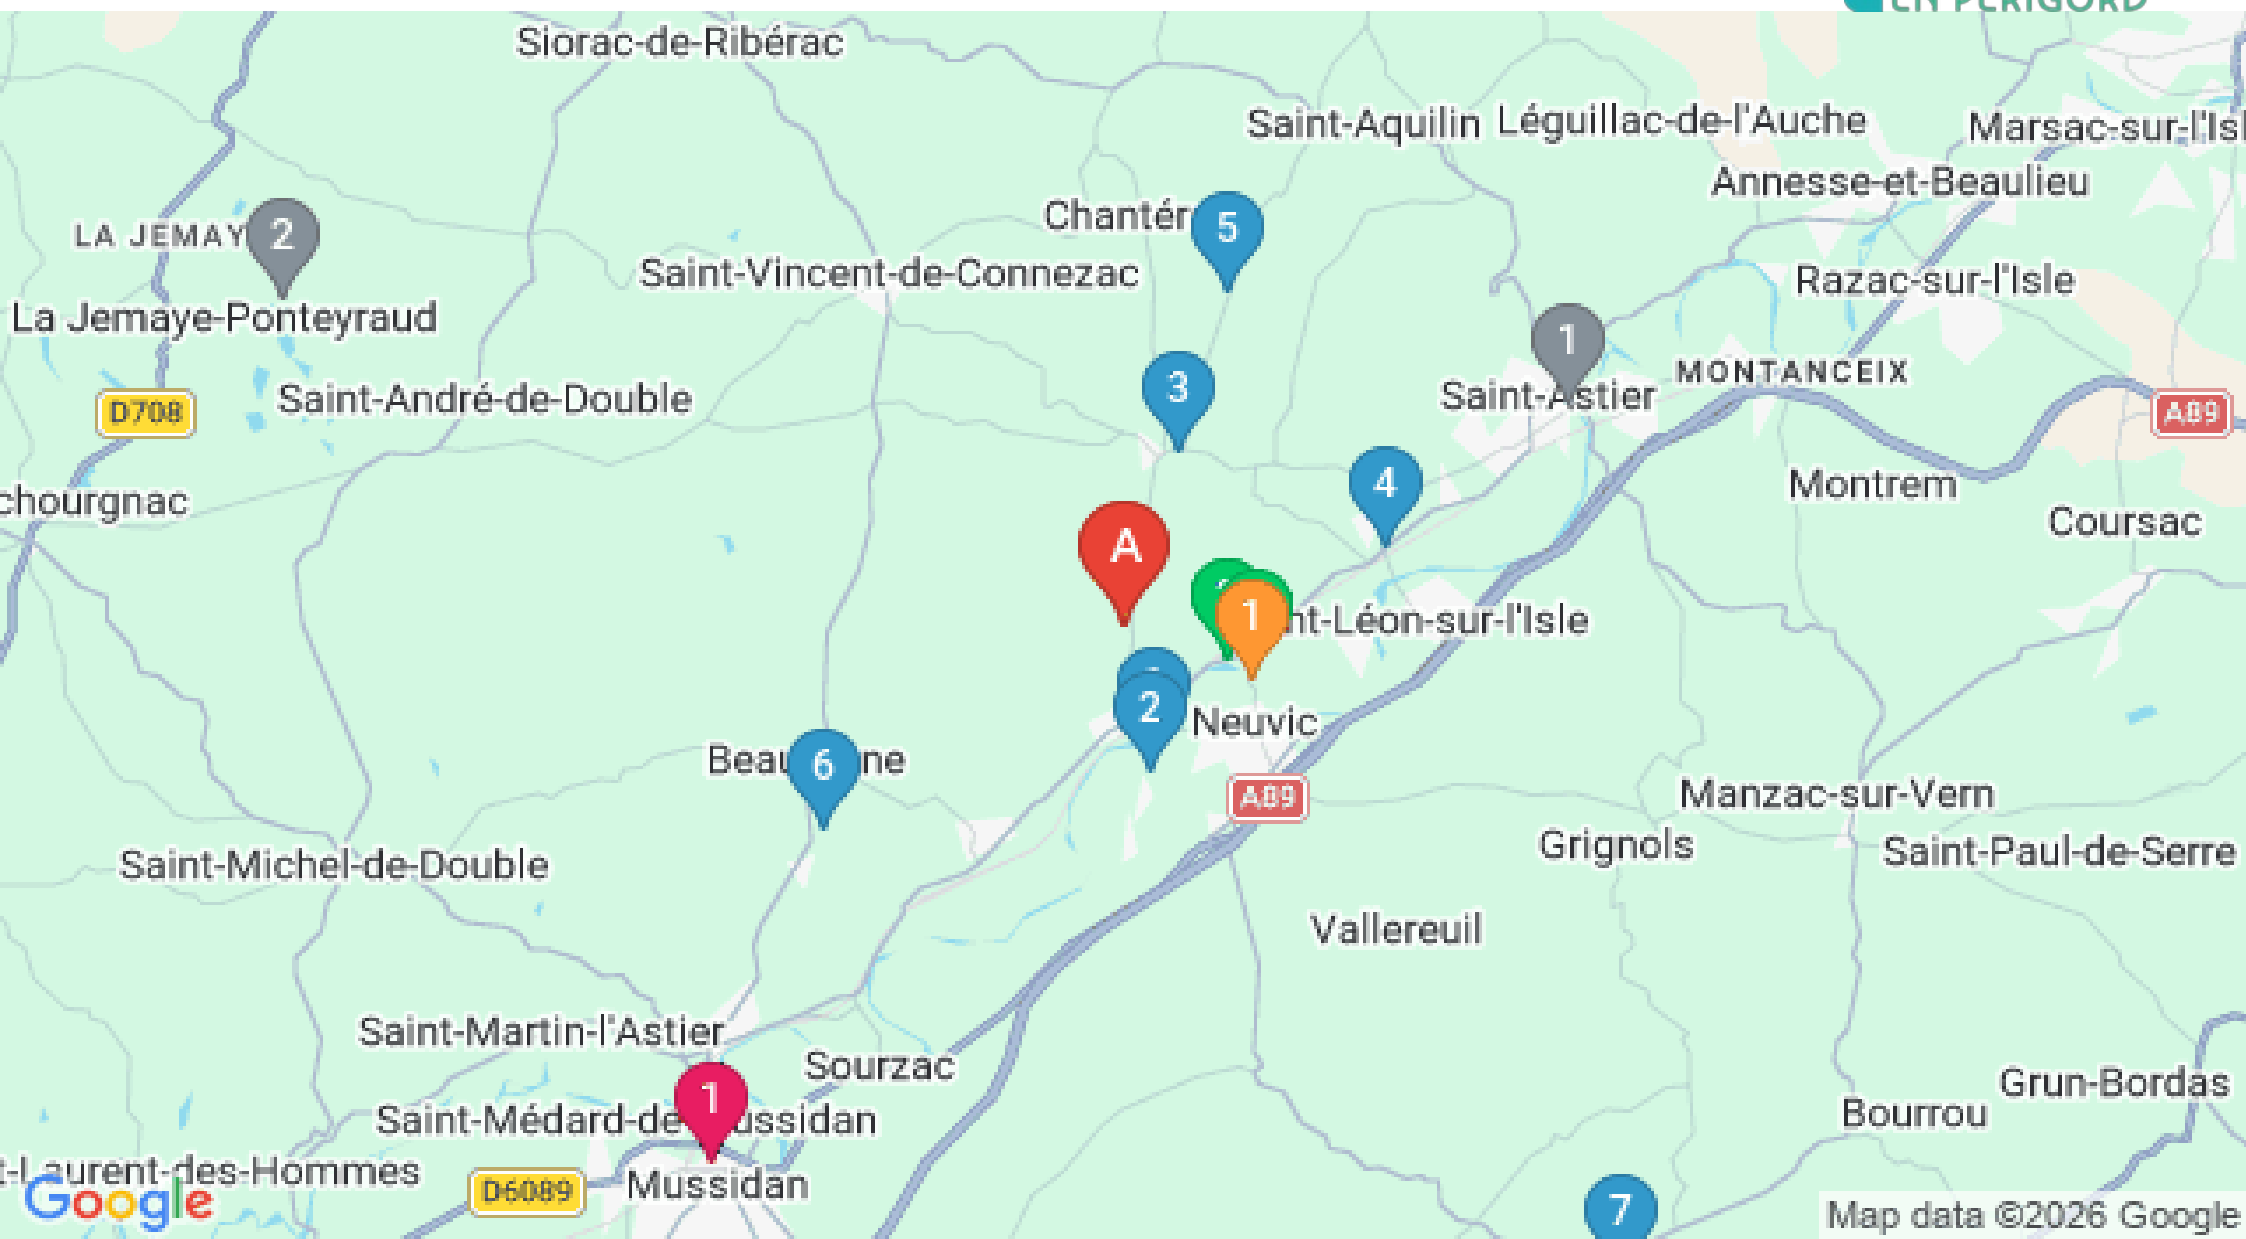 EN PÉRIGORD
Siorac-de-Ribérac
Saint-Aquilin
Léguillac-de-l'Auche
Marsac-sur-l'Isl
Annesse-et-Beaulieu
Chantér
5
LA JEMAY
2
Saint-Vincent-de-Connezac
Razac-sur-l'Isle
La Jemaye-Ponteyraud
1
MONTANCEIX
3
Saint-Astier
Saint-André-de-Double
D708
A89
4
Montrem
chourgnac
Coursac
A
1
nt-Léon-sur-l'Isle
2
Neuvic
Beau
ne
6
A89
Manzac-sur-Vern
Grignols
Saint-Paul-de-Serre
Saint-Michel-de-Double
Vallereuil
Saint-Martin-l'Astier
Sourzac
Grun-Bordas
1
Saint-Médard-de-
ussidan
Bourrou
t-Laurent-des-Hommes
Mussidan
D6089
7
Google
Map data ©2026 Google